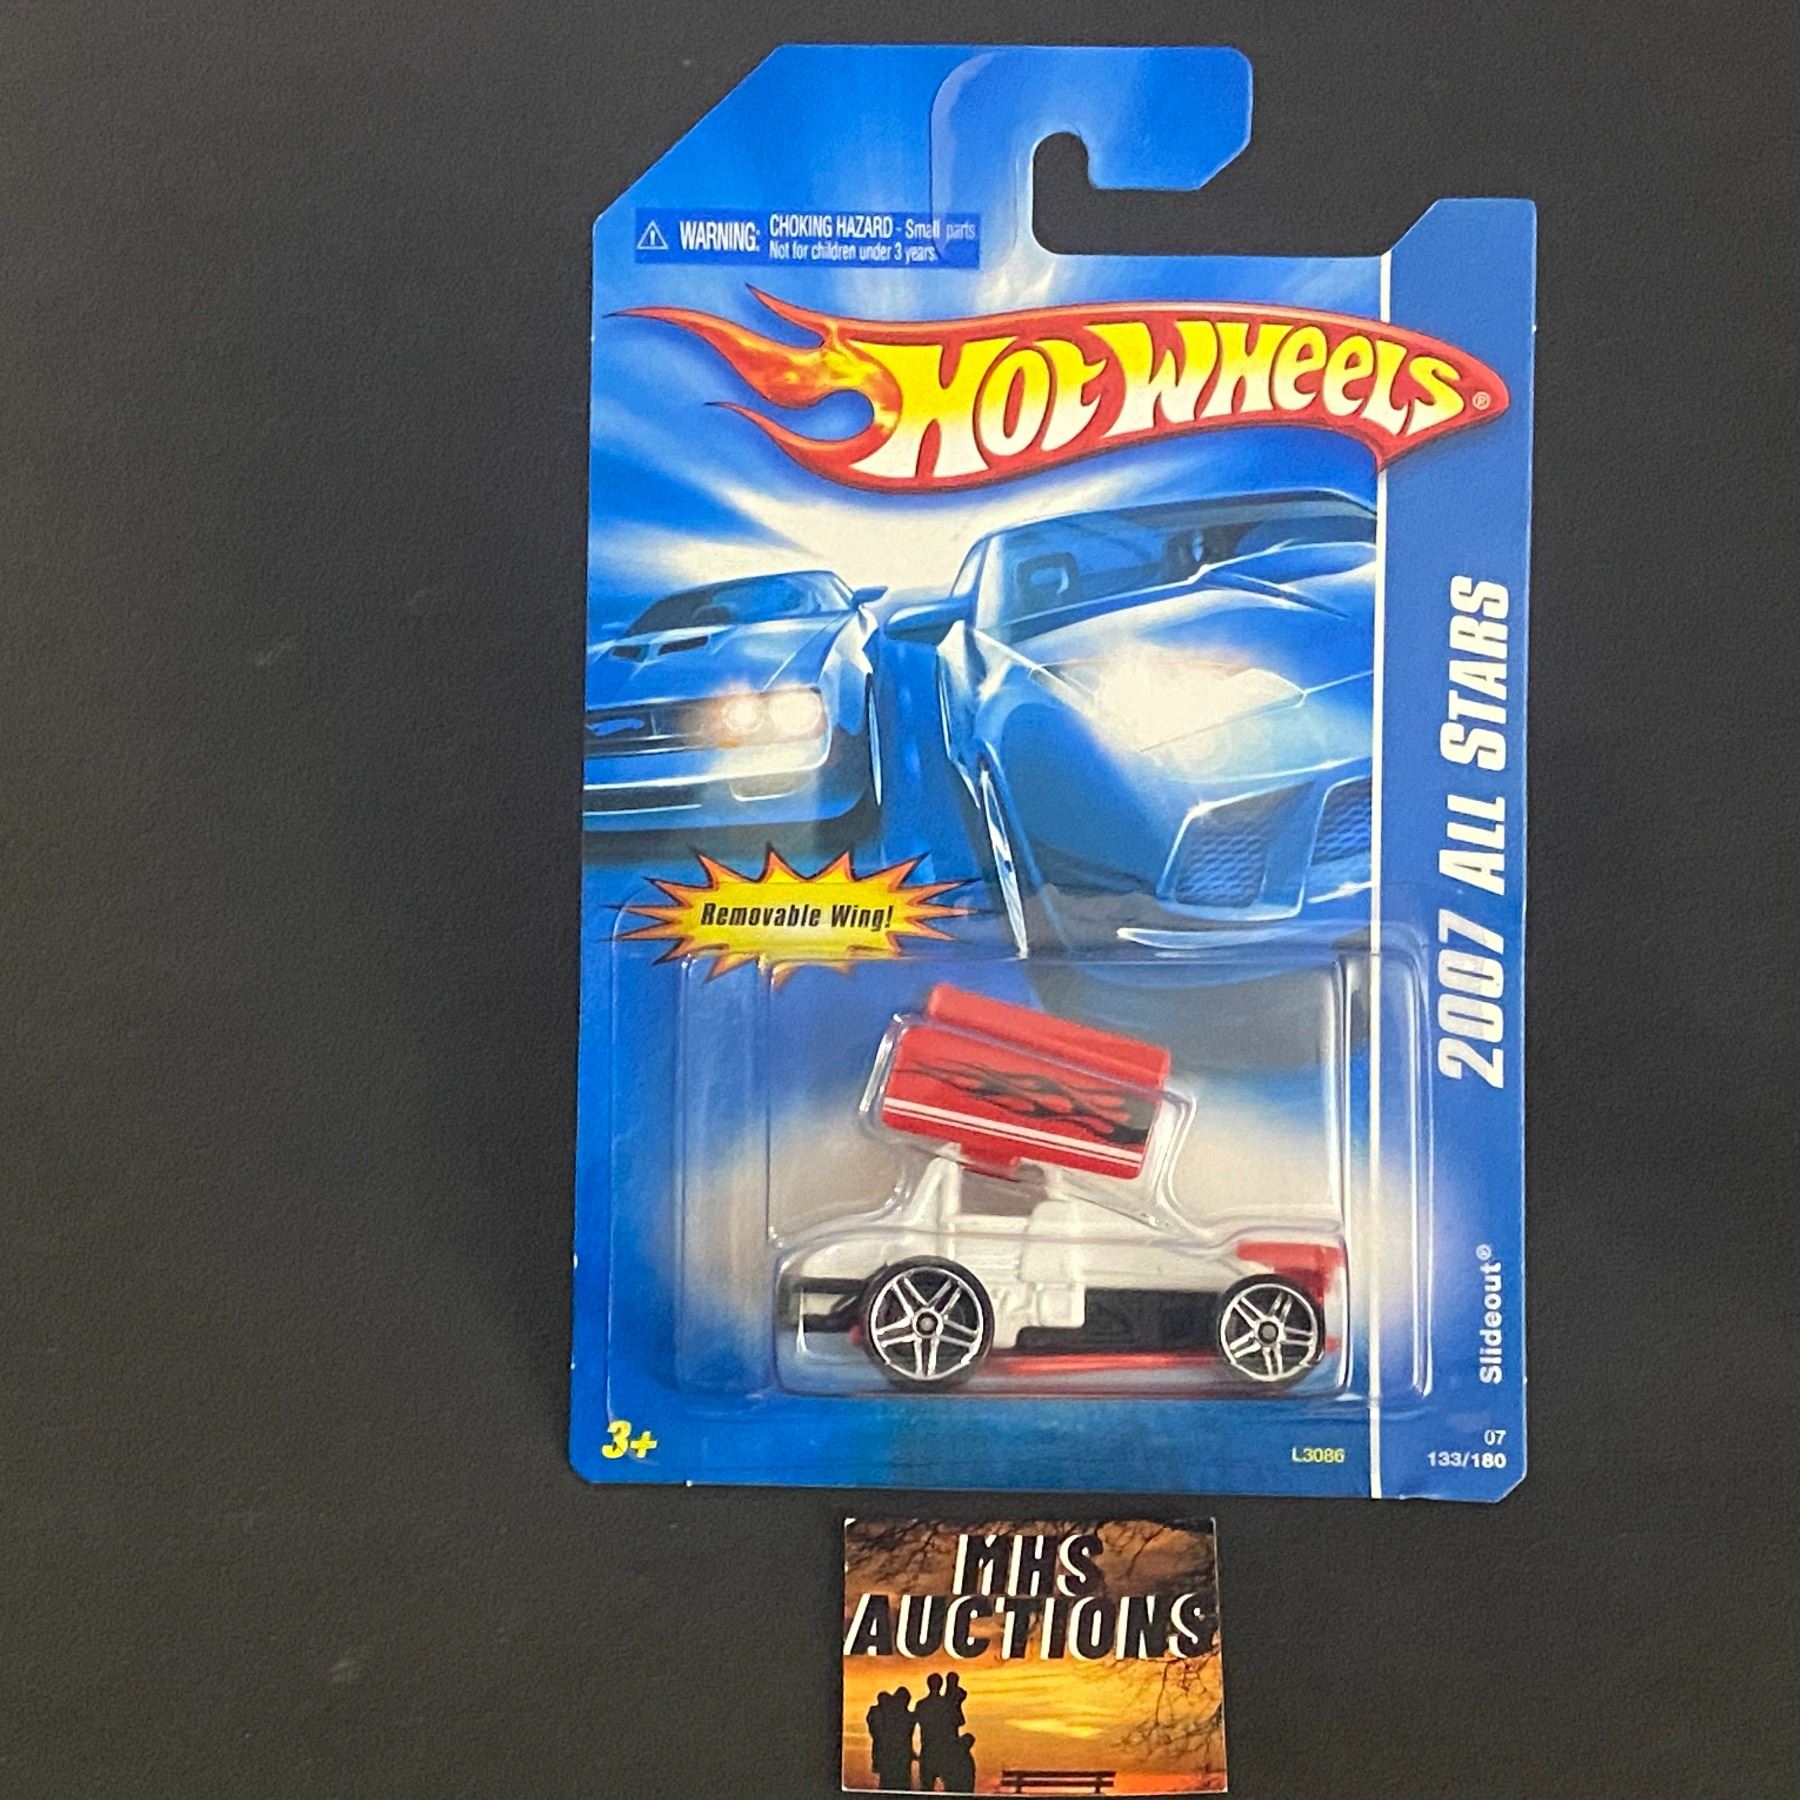 WARNING: CHOKING HAZARD - Small parts
Not for children under 3 years.
HOT WHEELS®
2007 ALL STARS
Removable Wing!
Slideout®
3+
L3086
07
133/180
MHS
AUCTIONS